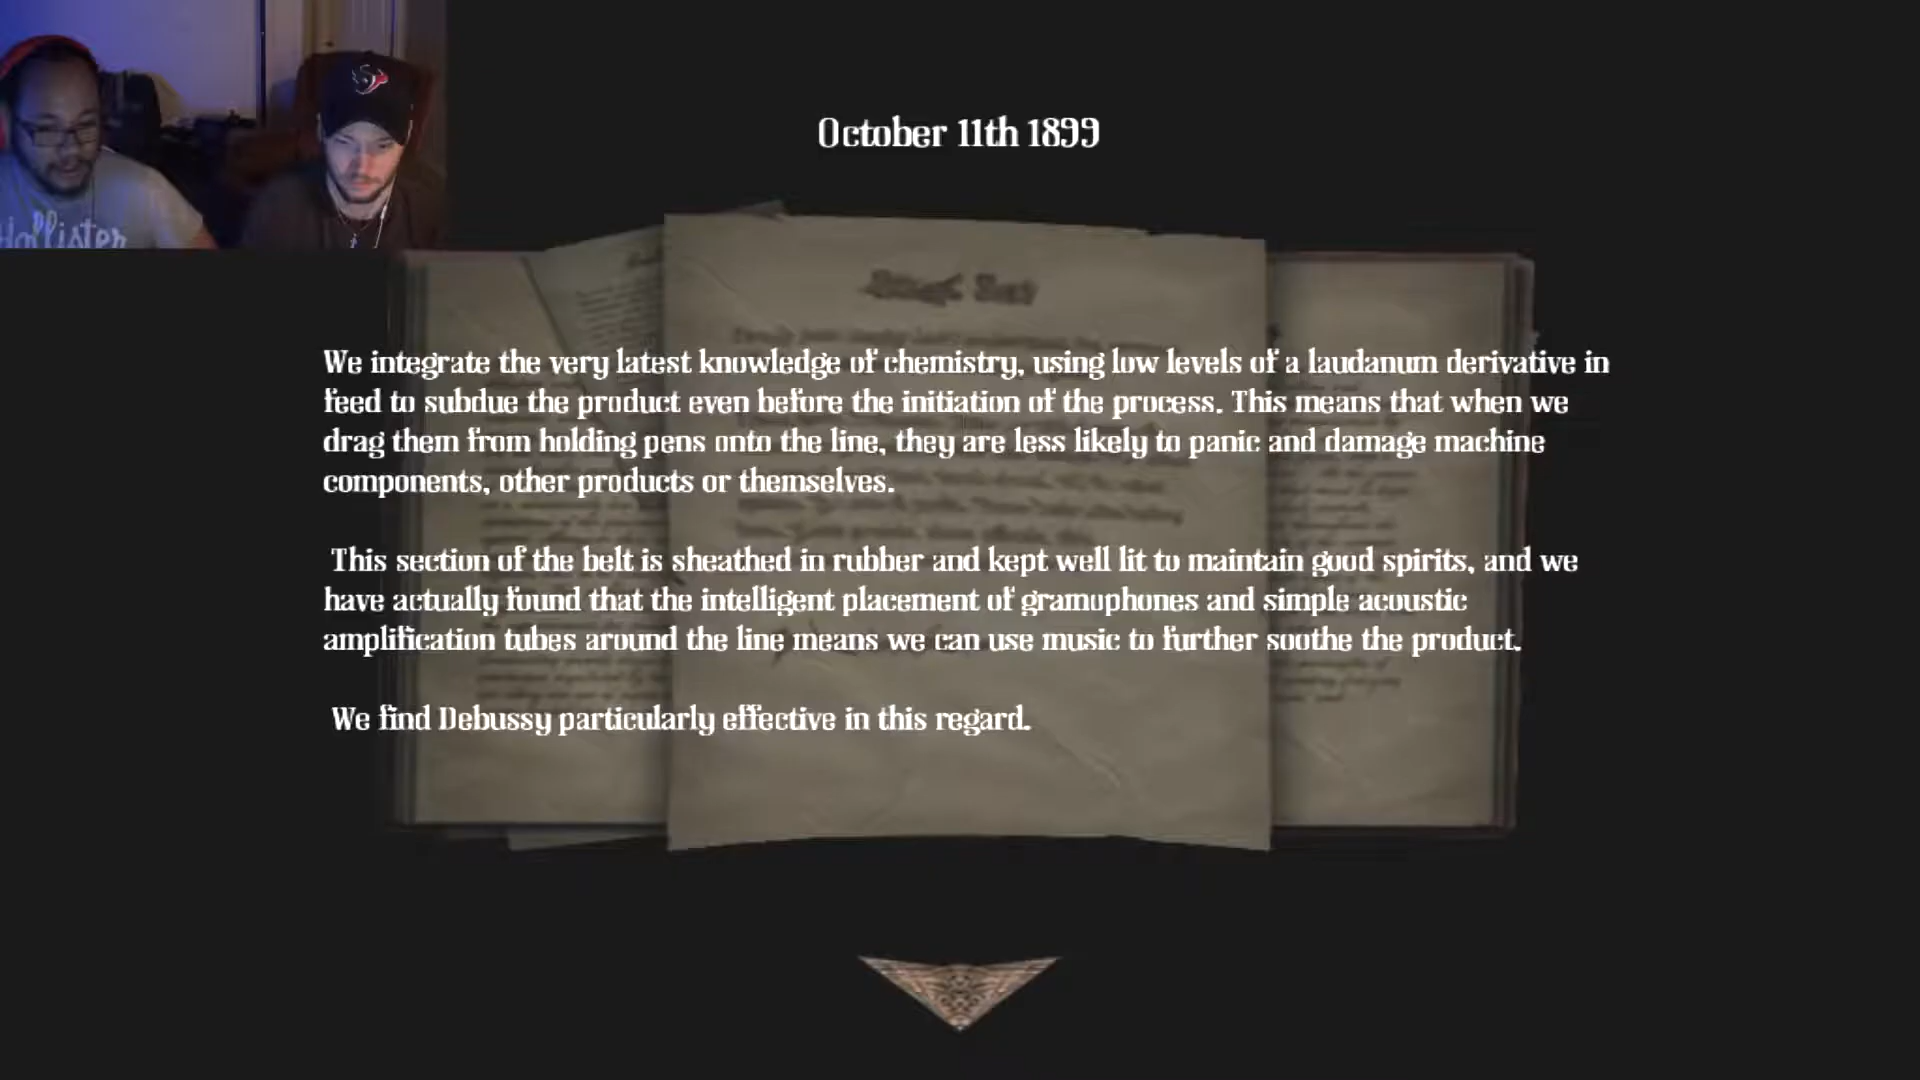 Hollister
October 11th 1899
We integrate the very latest knowledge of chemistry, using low levels of a laudanum derivative in
feed to subdue the product even before the initiation of the process. This means that when we
drag them from holding pens onto the line, they are less likely to panic and damage machine
components, other products or themselves.
This section of the belt is sheathed in rubber and kept well lit to maintain good spirits, and we
have actually found that the intelligent placement of gramophones and simple acoustic
amplification tubes around the line means we can use music to further soothe the product.
We find Debussy particularly effective in this regard.